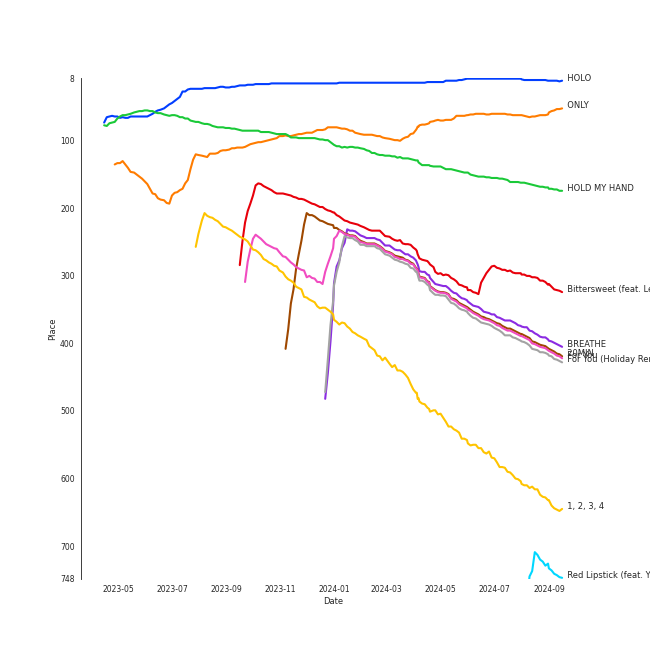 8
HOLO
ONLY
100
HOLD MY HAND
200
300
Bittersweet (feat. Le
Place
BREATHE
400
For You (Holiday Rem
500
1, 2, 3, 4
600
700
748
Red Lipstick (feat. Y
2023-05 2023-07 2023-09 2023-11 2024-01 2024-03 2024-05 2024-07 2024-09
Date